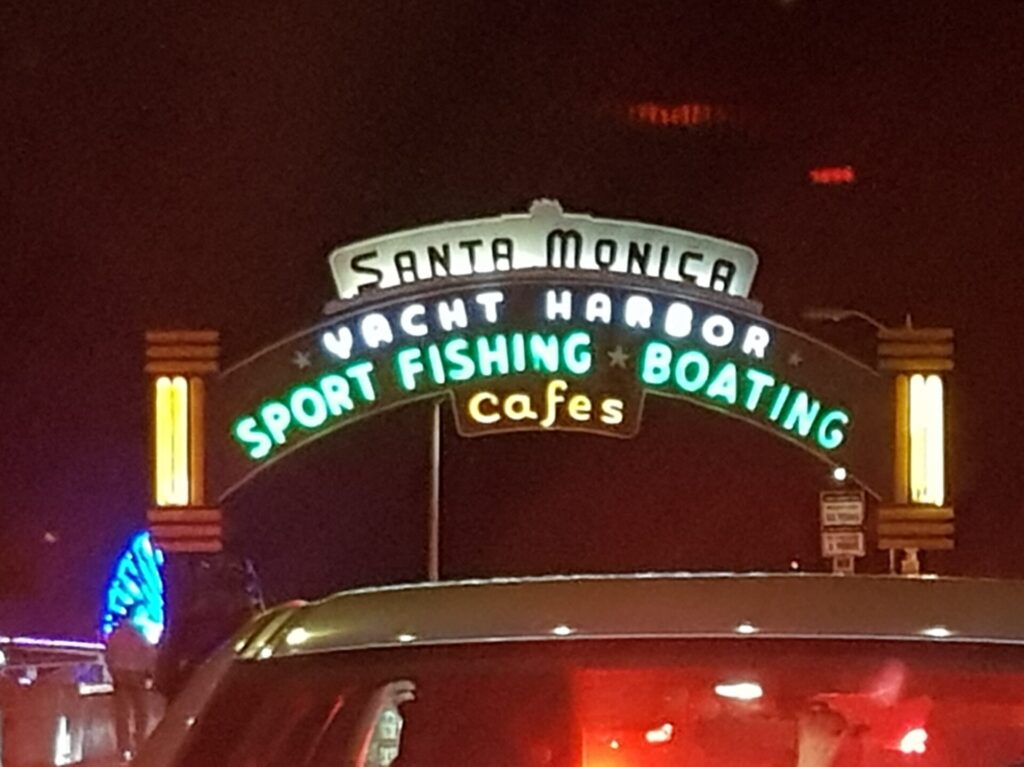 SANTA MONICA
YACHT HARBOR
SPORT FISHING ★ BOATING
cafes